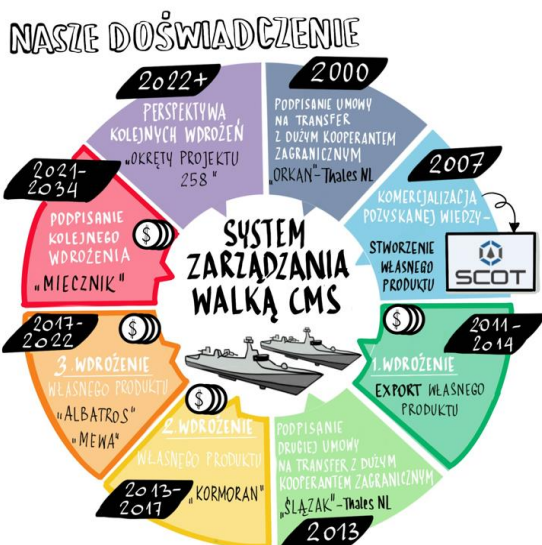 NASZE DOŚWIADCZENIE
2000
PODPISANIE UMOWY
NA TRANSFER
Z DUŻYM KOOPERANTEM
ZAGRANICZNYM
„ORKAN"-Thales NL
2007
KOMERCJALIZACJA
POZYSKANEJ WIEDZY-
STWORZENIE
WŁASNEGO
PRODUKTU
SCOT
$
2011-
2014
1. WDROŻENIE
EXPORT WŁASNEGO
PRODUKTU
PODPISANIE
DRUGIEJ UMOWY
NA TRANSFER Z DUŻYM
KOOPERANTEM ZAGRANICZNYM
„ŚLĄZAK"-Thales NL
2013
$
2. WDROŻENIE
WŁASNEGO PRODUKTU
„KORMORAN"
2013-
2017
2017-
2022
$
3. WDROŻENIE
WŁASNEGO PRODUKTU
„ALBATROS"
„MEWA"
2021-
2034
PODPISANIE
KOLEJNEGO
WDROŻENIA
$
„MIECZNIK"
2022+
PERSPEKTYWA
KOLEJNYCH WDROŻEŃ
„OKRĘTY PROJEKTU
258"
SYSTEM
ZARZĄDZANIA
WALKĄ CMS